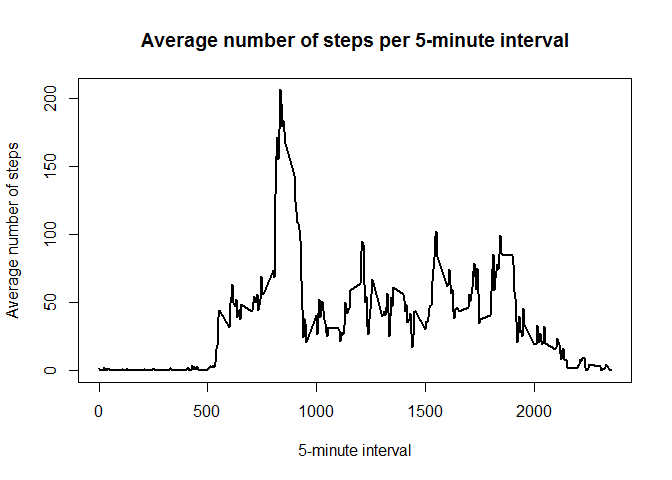 Average number of steps per 5-minute interval
Average number of steps
200
150
100
50
0
0 500 1000 1500 2000
5-minute interval